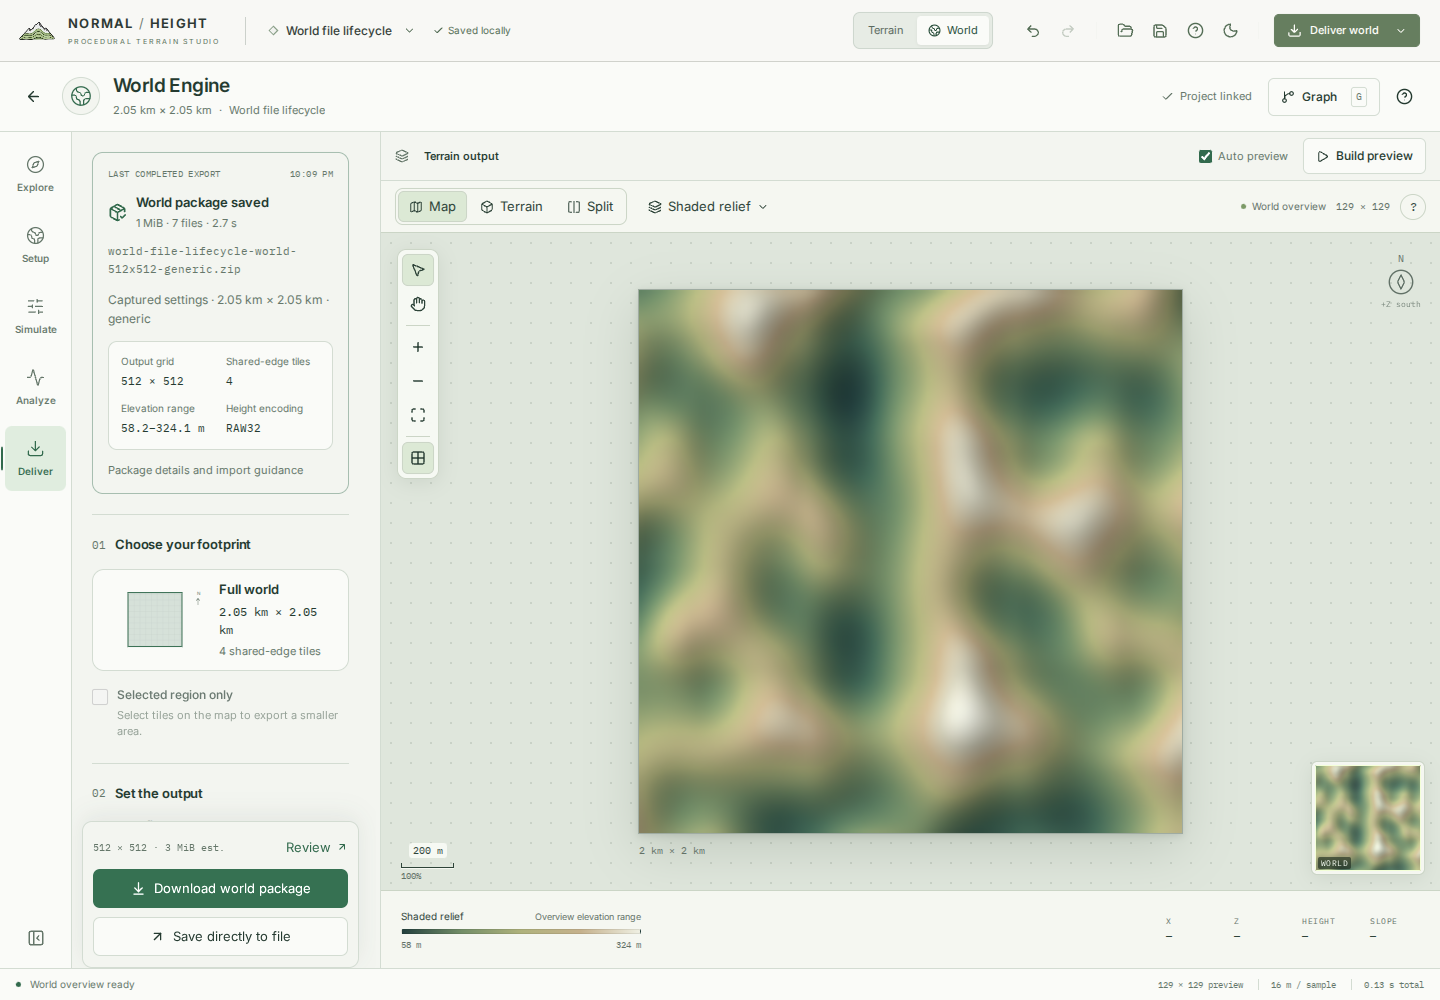 NORMAL / HEIGHT
PROCEDURAL TERRAIN STUDIO
World file lifecycle
Saved locally
Terrain
World
Deliver world
World Engine
2.05 km × 2.05 km · World file lifecycle
Project linked
Graph
G
Explore
Setup
Simulate
Analyze
Deliver
LAST COMPLETED EXPORT
10:09 PM
World package saved
1 MiB · 7 files · 2.7 s
world-file-lifecycle-world-
512x512-generic.zip
Captured settings · 2.05 km × 2.05 km ·
generic
Output grid
Shared-edge tiles
512 × 512
4
Elevation range
Height encoding
58.2–324.1 m
RAW32
Package details and import guidance
01 Choose your footprint
N
Full world
2.05 km × 2.05
km
4 shared-edge tiles
Selected region only
Select tiles on the map to export a smaller
area.
02 Set the output
512 × 512 · 3 MiB est.
Review
Download world package
Save directly to file
Terrain output
Auto preview
Build preview
Map
Terrain
Split
Shaded relief
World overview 129 × 129
?
N
+Z south
200 m
100%
2 km × 2 km
WORLD
Shaded relief
Overview elevation range
58 m
324 m
X
Z
HEIGHT
SLOPE
–
–
–
–
World overview ready
129 × 129 preview
16 m / sample
0.13 s total